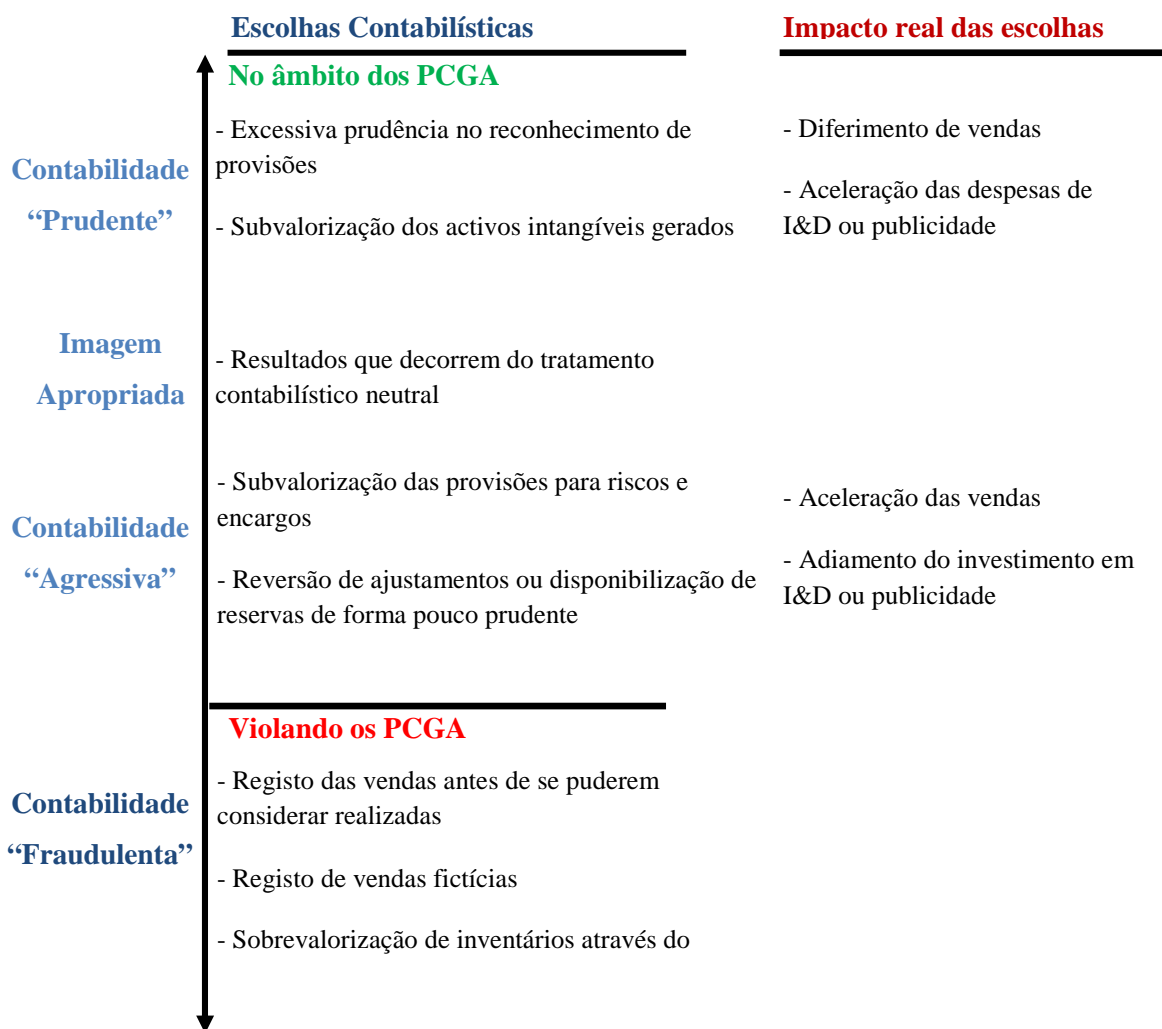 Escolhas Contabilísticas
Impacto real das escolhas
No âmbito dos PCGA
Contabilidade
“Prudente”
- Excessiva prudência no reconhecimento de
provisões
- Subvalorização dos activos intangíveis gerados
- Diferimento de vendas
- Aceleração das despesas de
I&D ou publicidade
Imagem
Apropriada
- Resultados que decorrem do tratamento
contabilístico neutral
Contabilidade
“Agressiva”
- Subvalorização das provisões para riscos e
encargos
- Reversão de ajustamentos ou disponibilização de
reservas de forma pouco prudente
- Aceleração das vendas
- Adiamento do investimento em
I&D ou publicidade
Violando os PCGA
Contabilidade
“Fraudulenta”
- Registo das vendas antes de se puderem
considerar realizadas
- Registo de vendas fictícias
- Sobrevalorização de inventários através do